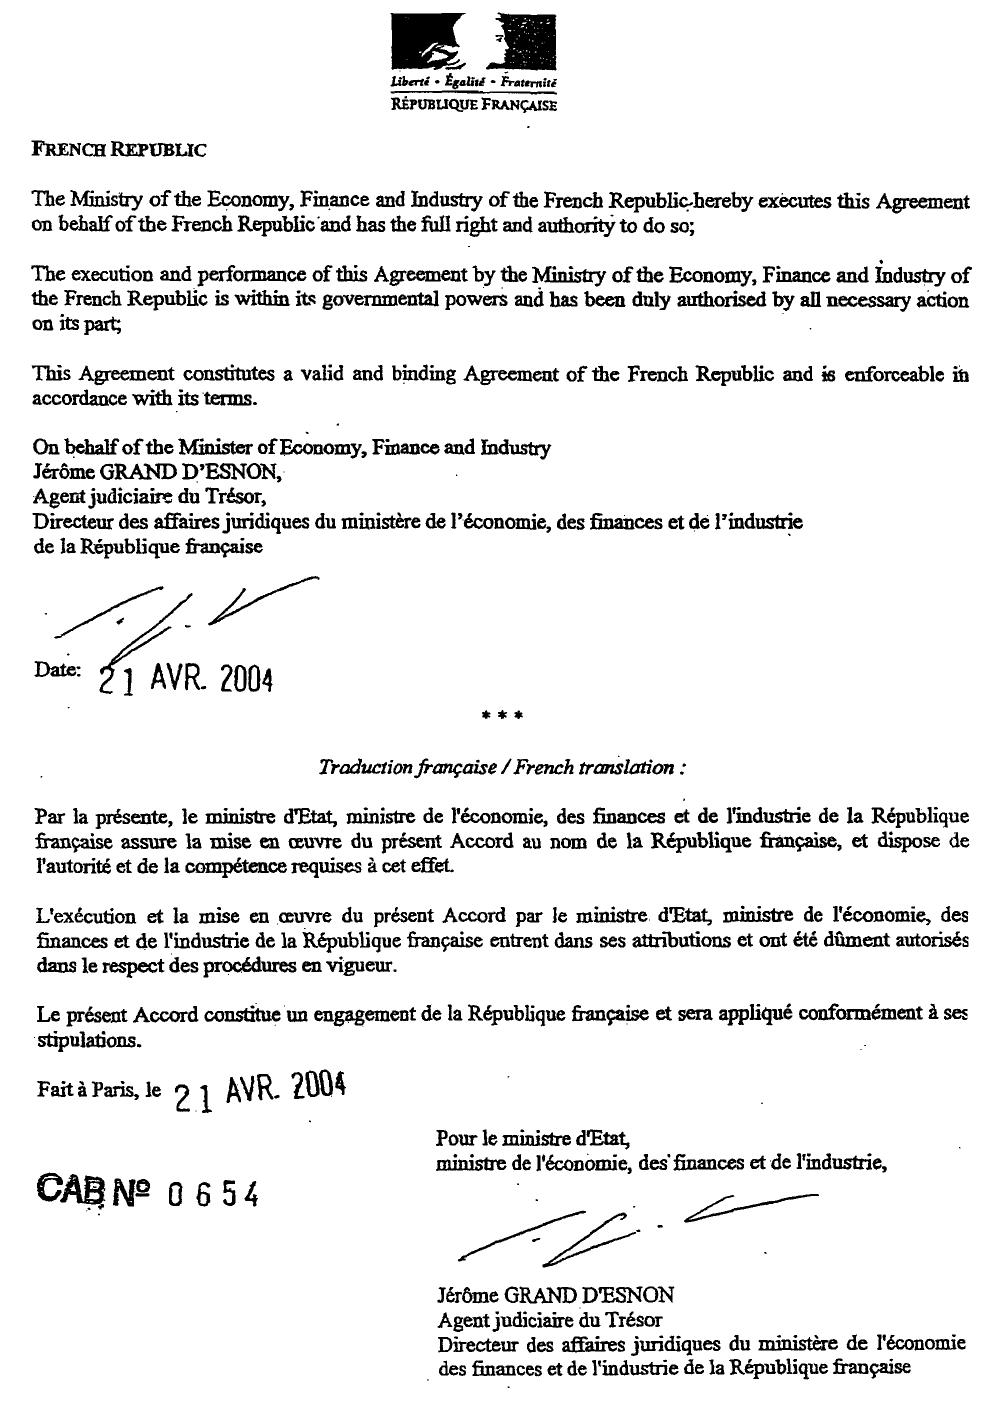 Liberté • Égalité • Fraternité
RÉPUBLIQUE FRANÇAISE
FRENCH REPUBLIC
The Ministry of the Economy, Finance and Industry of the French Republic hereby executes this Agreement
on behalf of the French Republic and has the full right and authority to do so;
The execution and performance of this Agreement by the Ministry of the Economy, Finance and Industry of
the French Republic is within its governmental powers and has been duly authorised by all necessary action
on its part;
This Agreement constitutes a valid and binding Agreement of the French Republic and is enforceable in
accordance with its terms.
On behalf of the Minister of Economy, Finance and Industry
Jérôme GRAND D'ESNON,
Agent judiciaire du Trésor,
Directeur des affaires juridiques du ministère de l'économie, des finances et de l'industrie
de la République française
Date: 21 AVR. 2004
* * *
Traduction française / French translation :
Par la présente, le ministre d'Etat, ministre de l'économie, des finances et de l'industrie de la République
française assure la mise en œuvre du présent Accord au nom de la République française, et dispose de
l'autorité et de la compétence requises à cet effet.
L'exécution et la mise en œuvre du présent Accord par le ministre d'Etat, ministre de l'économie, des
finances et de l'industrie de la République française entrent dans ses attributions et ont été dûment autorisés
dans le respect des procédures en vigueur.
Le présent Accord constitue un engagement de la République française et sera appliqué conformément à ses
stipulations.
Fait à Paris, le 21 AVR. 2004
Pour le ministre d'Etat,
ministre de l'économie, des finances et de l'industrie,
CAB Nº 0654
Jérôme GRAND D'ESNON
Agent judiciaire du Trésor
Directeur des affaires juridiques du ministère de l'économie
des finances et de l'industrie de la République française